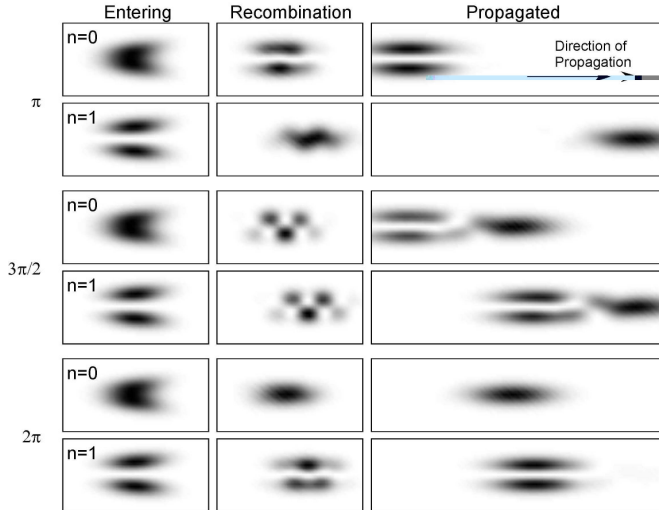 Entering Recombination Propagated
n=0
Direction of
Propagation
π
n=1
n=0
3π/2
n=1
n=0
2π
n=1